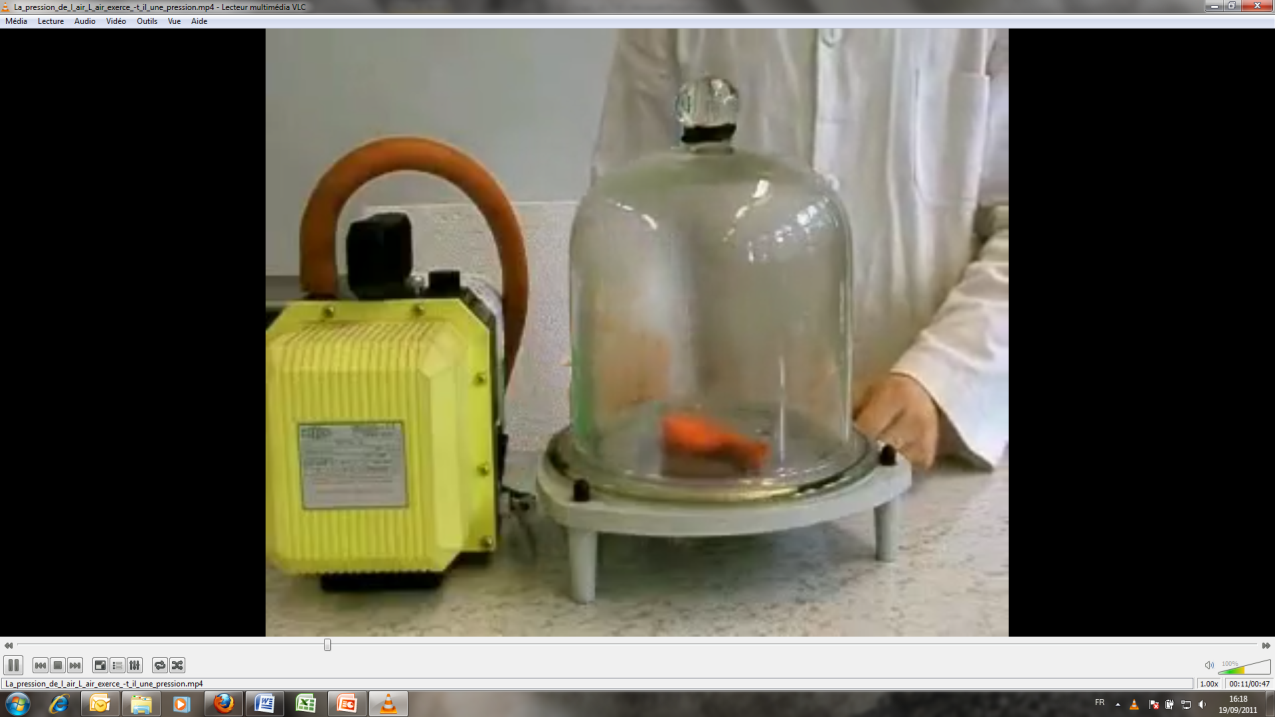 La_pression_de_l_air_L_air_exerce_-t_il_une_pression.mp4 - Lecteur multimédia VLC
Média Lecture Audio Vidéo Outils Vue Aide
100%
La_pression_de_l_air_L_air_exerce_-t_il_une_pression.mp4 1.00x 00:11/00:47
FR 16:18
19/09/2011